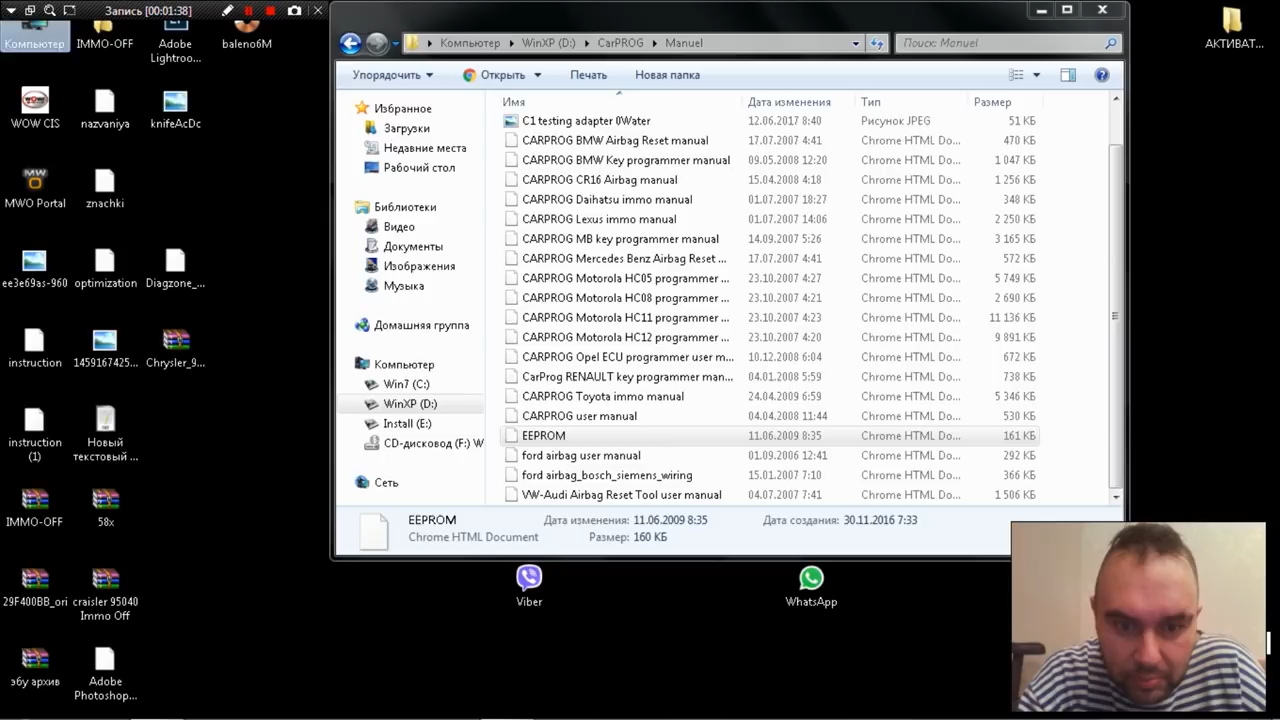 Запись [00:01:38]
Компьютер
IMMO-OFF
Adobe
Lightroo...
baleno6M
WOW CIS
nazvaniya
knifeAcDc
MWO Portal
znachki
ee3e69as-960
optimization
Diagzone_...
instruction
1459167425...
Chrysler_9...
instruction
(1)
Новый
текстовый ...
IMMO-OFF
58x
29F400BB_ori
craisler 95040
Immo Off
эбу архив
Adobe
Photoshop...
Компьютер
WinXP (D:)
CarPROG
Manuel
Поиск: Manuel
Упорядочить
Открыть
Печать
Новая папка
Избранное
Загрузки
Недавние места
Рабочий стол
Библиотеки
Видео
Документы
Изображения
Музыка
Домашняя группа
Компьютер
Win7 (C:)
WinXP (D:)
Install (E:)
CD-дисковод (F:) W
Сеть
Имя Дата изменения Тип Размер
C1 testing adapter 0Water 12.06.2017 8:40 Рисунок JPEG 51 КБ
CARPROG BMW Airbag Reset manual 17.07.2007 4:41 Chrome HTML Do... 470 КБ
CARPROG BMW Key programmer manual 09.05.2008 12:20 Chrome HTML Do... 1 047 КБ
CARPROG CR16 Airbag manual 15.04.2008 4:18 Chrome HTML Do... 1 256 КБ
CARPROG Daihatsu immo manual 01.07.2007 18:27 Chrome HTML Do... 348 КБ
CARPROG Lexus immo manual 01.07.2007 14:06 Chrome HTML Do... 2 250 КБ
CARPROG MB key programmer manual 14.09.2007 5:26 Chrome HTML Do... 3 165 КБ
CARPROG Mercedes Benz Airbag Reset ... 17.07.2007 4:41 Chrome HTML Do... 572 КБ
CARPROG Motorola HC05 programmer ... 23.10.2007 4:27 Chrome HTML Do... 5 749 КБ
CARPROG Motorola HC08 programmer ... 23.10.2007 4:21 Chrome HTML Do... 2 690 КБ
CARPROG Motorola HC11 programmer ... 23.10.2007 4:23 Chrome HTML Do... 11 136 КБ
CARPROG Motorola HC12 programmer ... 23.10.2007 4:20 Chrome HTML Do... 9 891 КБ
CARPROG Opel ECU programmer user m... 10.12.2008 6:04 Chrome HTML Do... 672 КБ
CarProg RENAULT key programmer man... 04.01.2008 5:59 Chrome HTML Do... 738 КБ
CARPROG Toyota immo manual 24.04.2009 6:59 Chrome HTML Do... 5 346 КБ
CARPROG user manual 04.04.2008 11:44 Chrome HTML Do... 530 КБ
EEPROM 11.06.2009 8:35 Chrome HTML Do... 161 КБ
ford airbag user manual 01.09.2006 12:41 Chrome HTML Do... 292 КБ
ford airbag_bosch_siemens_wiring 15.01.2007 7:10 Chrome HTML Do... 366 КБ
VW-Audi Airbag Reset Tool user manual 04.07.2007 7:41 Chrome HTML Do... 1 506 КБ
EEPROM Дата изменения: 11.06.2009 8:35 Дата создания: 30.11.2016 7:33
Chrome HTML Document Размер: 160 КБ
Viber
WhatsApp
АКТИВАТ...